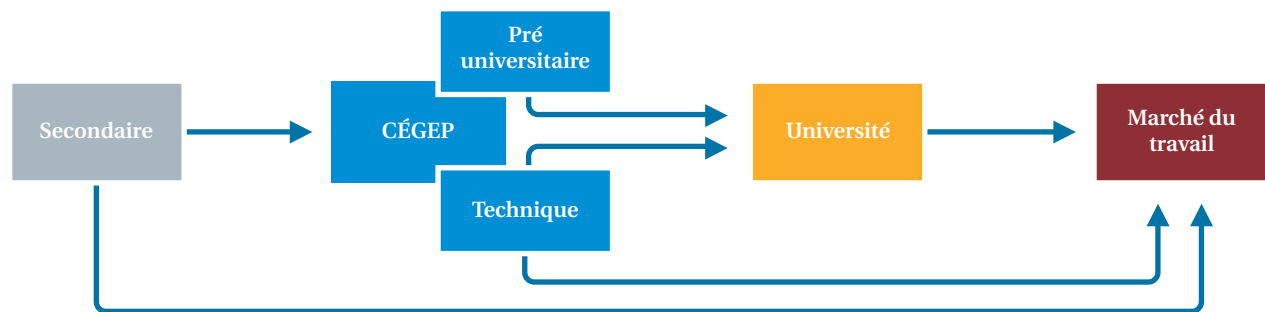 Pré
universitaire
Secondaire
CÉGEP
Université
Marché du
travail
Technique